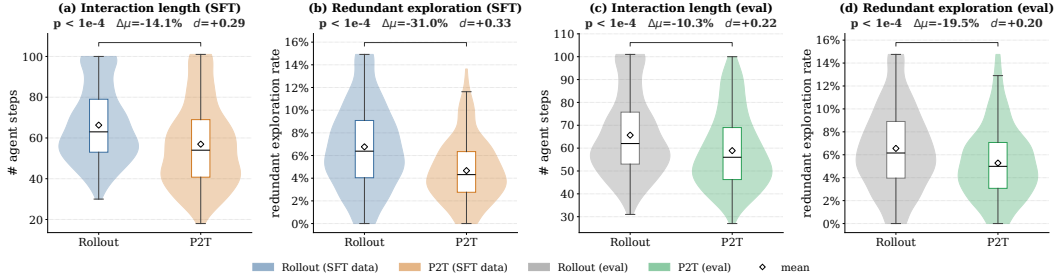 (a) Interaction length (SFT)
p < 1e-4 Δμ=-14.1% d=+0.29
# agent steps
100
80
60
40
20
Rollout P2T
(b) Redundant exploration (SFT)
p < 1e-4 Δμ=-31.0% d=+0.33
redundant exploration rate
16%
14%
12%
10%
8%
6%
4%
2%
0%
Rollout P2T
(c) Interaction length (eval)
p < 1e-4 Δμ=-10.3% d=+0.22
# agent steps
110
100
90
80
70
60
50
40
30
Rollout P2T
(d) Redundant exploration (eval)
p < 1e-4 Δμ=-19.5% d=+0.20
redundant exploration rate
16%
14%
12%
10%
8%
6%
4%
2%
0%
Rollout P2T
Rollout (SFT data) P2T (SFT data) Rollout (eval) P2T (eval) mean